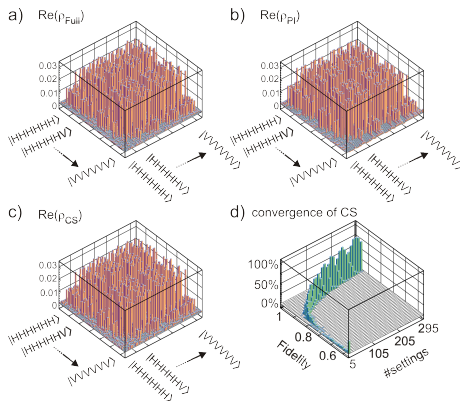 a) Re(ρFull)
0.03
0.02
0.01
0
|HHHHHH⟩
|HHHHHV⟩
|VVVVVV⟩
|HHHHHH⟩
|HHHHHV⟩
|VVVVVV⟩
b) Re(ρPI)
0.03
0.02
0.01
0
|HHHHHH⟩
|HHHHHV⟩
|VVVVVV⟩
|HHHHHH⟩
|HHHHHV⟩
|VVVVVV⟩
c) Re(ρCS)
0.03
0.02
0.01
0
|HHHHHH⟩
|HHHHHV⟩
|VVVVVV⟩
|HHHHHH⟩
|HHHHHV⟩
|VVVVVV⟩
d) convergence of CS
100%
50%
0%
1
0.8
0.6
Fidelity
5
105
205
295
#settings